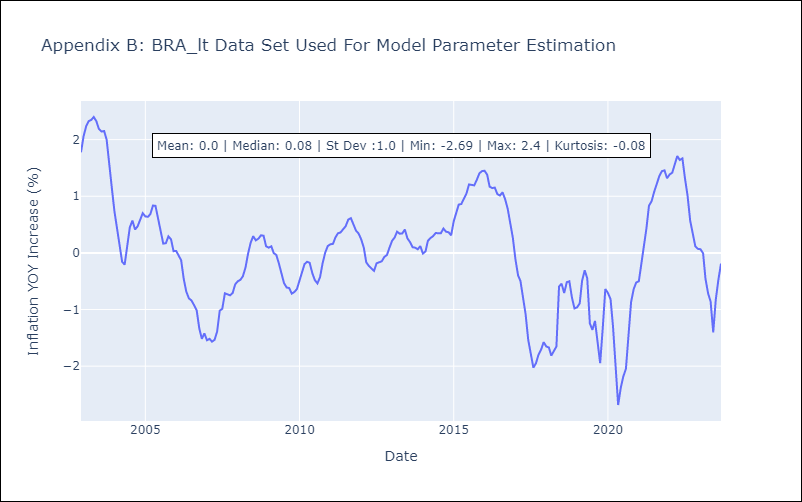 Appendix B: BRA_lt Data Set Used For Model Parameter Estimation
Mean: 0.0 | Median: 0.08 | St Dev :1.0 | Min: -2.69 | Max: 2.4 | Kurtosis: -0.08
Inflation YOY Increase (%)
2
1
0
−1
−2
2005
2010
2015
2020
Date